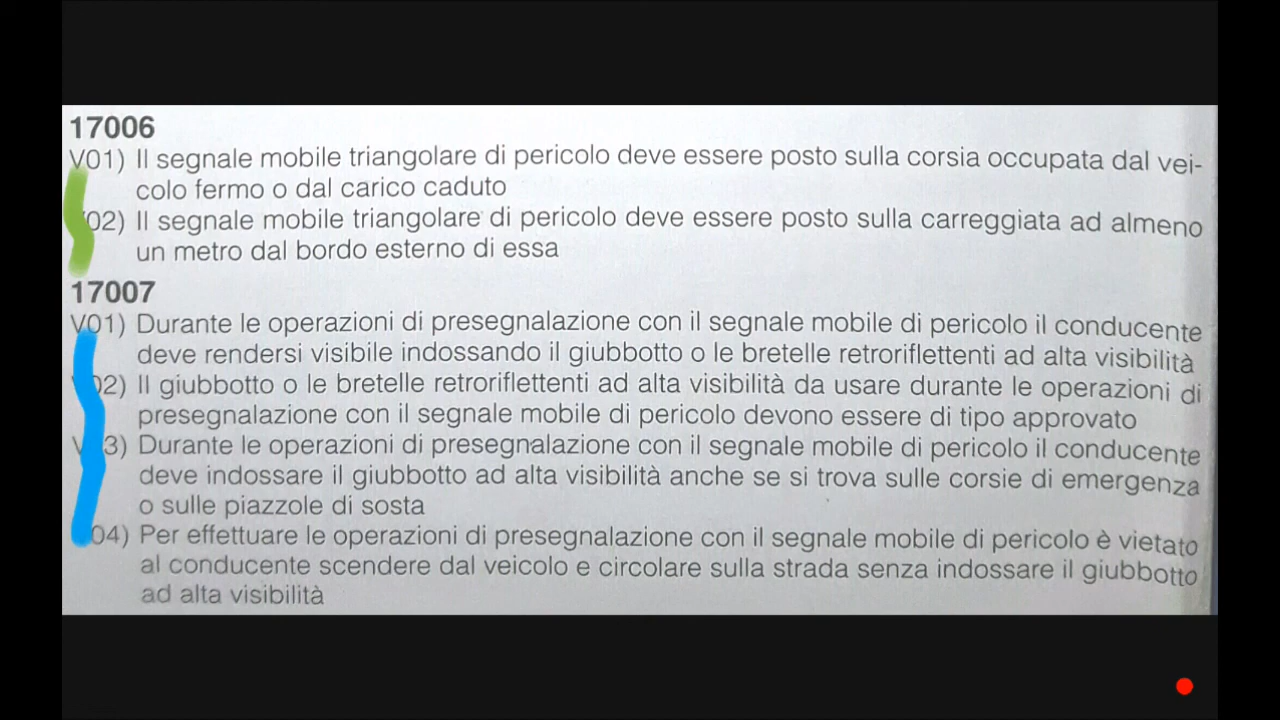 17006
V01) Il segnale mobile triangolare di pericolo deve essere posto sulla corsia occupata dal vei-
colo fermo o dal carico caduto
02) Il segnale mobile triangolare di pericolo deve essere posto sulla carreggiata ad almeno
un metro dal bordo esterno di essa
17007
V01) Durante le operazioni di presegnalazione con il segnale mobile di pericolo il conducente
deve rendersi visibile indossando il giubbotto o le bretelle retroriflettenti ad alta visibilità
02) Il giubbotto o le bretelle retroriflettenti ad alta visibilità da usare durante le operazioni di
presegnalazione con il segnale mobile di pericolo devono essere di tipo approvato
V 3) Durante le operazioni di presegnalazione con il segnale mobile di pericolo il conducente
deve indossare il giubbotto ad alta visibilità anche se si trova sulle corsie di emergenza
o sulle piazzole di sosta
04) Per effettuare le operazioni di presegnalazione con il segnale mobile di pericolo è vietato
al conducente scendere dal veicolo e circolare sulla strada senza indossare il giubbotto
ad alta visibilità